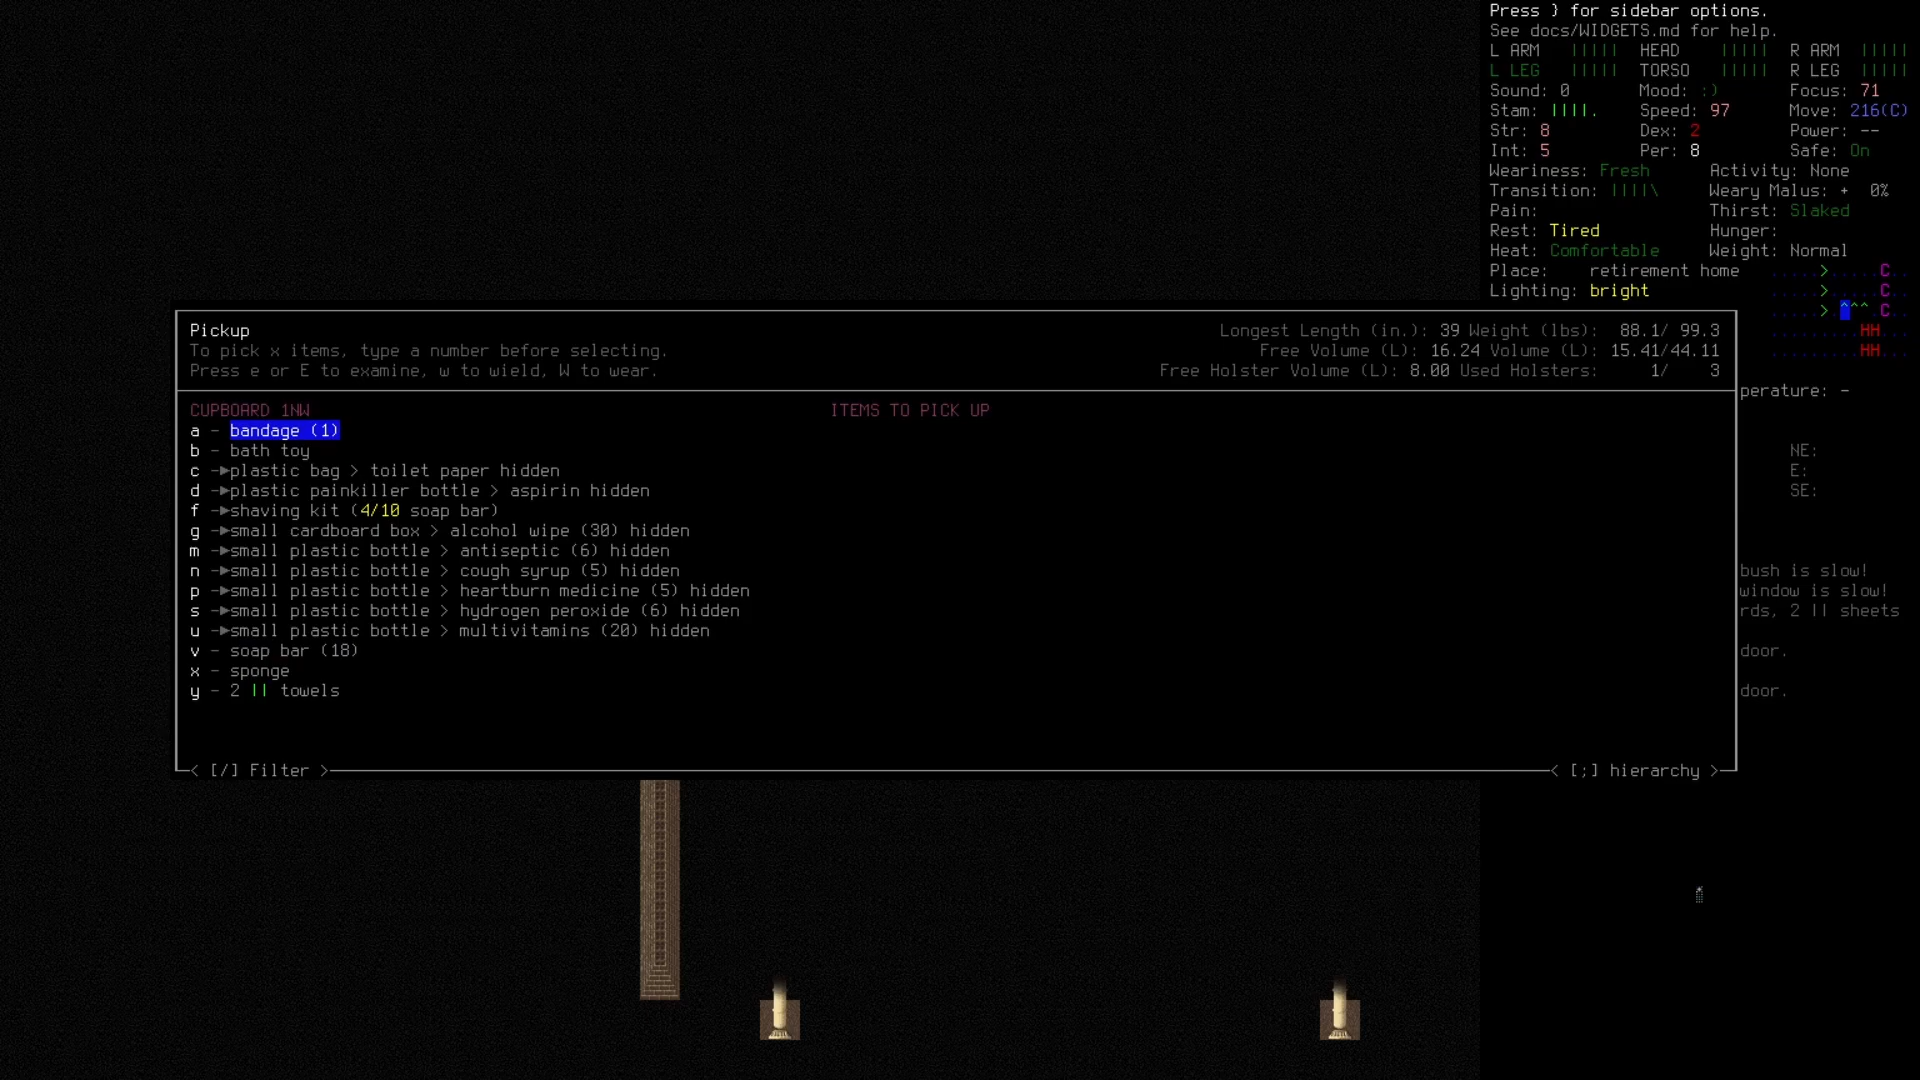 Press } for sidebar options.
See docs/WIDGETS.md for help.
L ARM ||||| HEAD ||||| R ARM |||||
L LEG ||||| TORSO ||||| R LEG |||||
Sound: 0 Mood: :) Focus: 71
Stam: ||||. Speed: 97 Move: 216(C)
Str: 8 Dex: 2 Power: --
Int: 5 Per: 8 Safe: On
Weariness: Fresh Activity: None
Transition: ||||\ Weary Malus: + 0%
Pain: Thirst: Slaked
Rest: Tired Hunger:
Heat: Comfortable Weight: Normal
Place: retirement home .....>.....C..
Lighting: bright .....>.....C..
.....>.^^^.C..
.........HH...
.........HH...
Pickup Longest Length (in.): 39 Weight (lbs): 88.1/ 99.3
To pick x items, type a number before selecting. Free Volume (L): 16.24 Volume (L): 15.41/44.11
Press e or E to examine, w to wield, W to wear. Free Holster Volume (L): 8.00 Used Holsters: 1/ 3
perature: -
CUPBOARD 1NW ITEMS TO PICK UP
a - bandage (1)
b - bath toy NE:
c -►plastic bag > toilet paper hidden E:
d -►plastic painkiller bottle > aspirin hidden SE:
f -►shaving kit (4/10 soap bar)
g -►small cardboard box > alcohol wipe (30) hidden
m -►small plastic bottle > antiseptic (6) hidden
n -►small plastic bottle > cough syrup (5) hidden bush is slow!
p -►small plastic bottle > heartburn medicine (5) hidden window is slow!
s -►small plastic bottle > hydrogen peroxide (6) hidden rds, 2 || sheets
u -►small plastic bottle > multivitamins (20) hidden
v - soap bar (18) door.
x - sponge
y - 2 || towels door.
< [/] Filter > < [;] hierarchy >